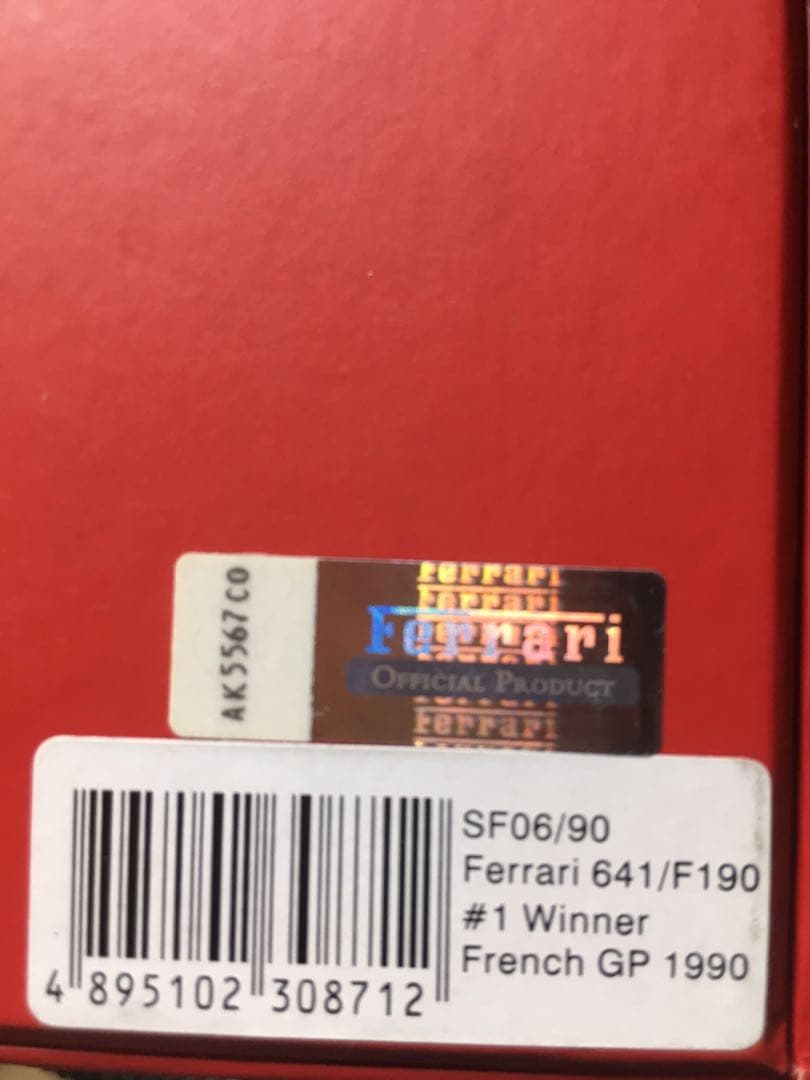 AK5567CO
Ferrari
Ferrari
Ferrari
OFFICIAL PRODUCT
Ferrari
SF06/90
Ferrari 641/F190
#1 Winner
French GP 1990
4 895102 308712